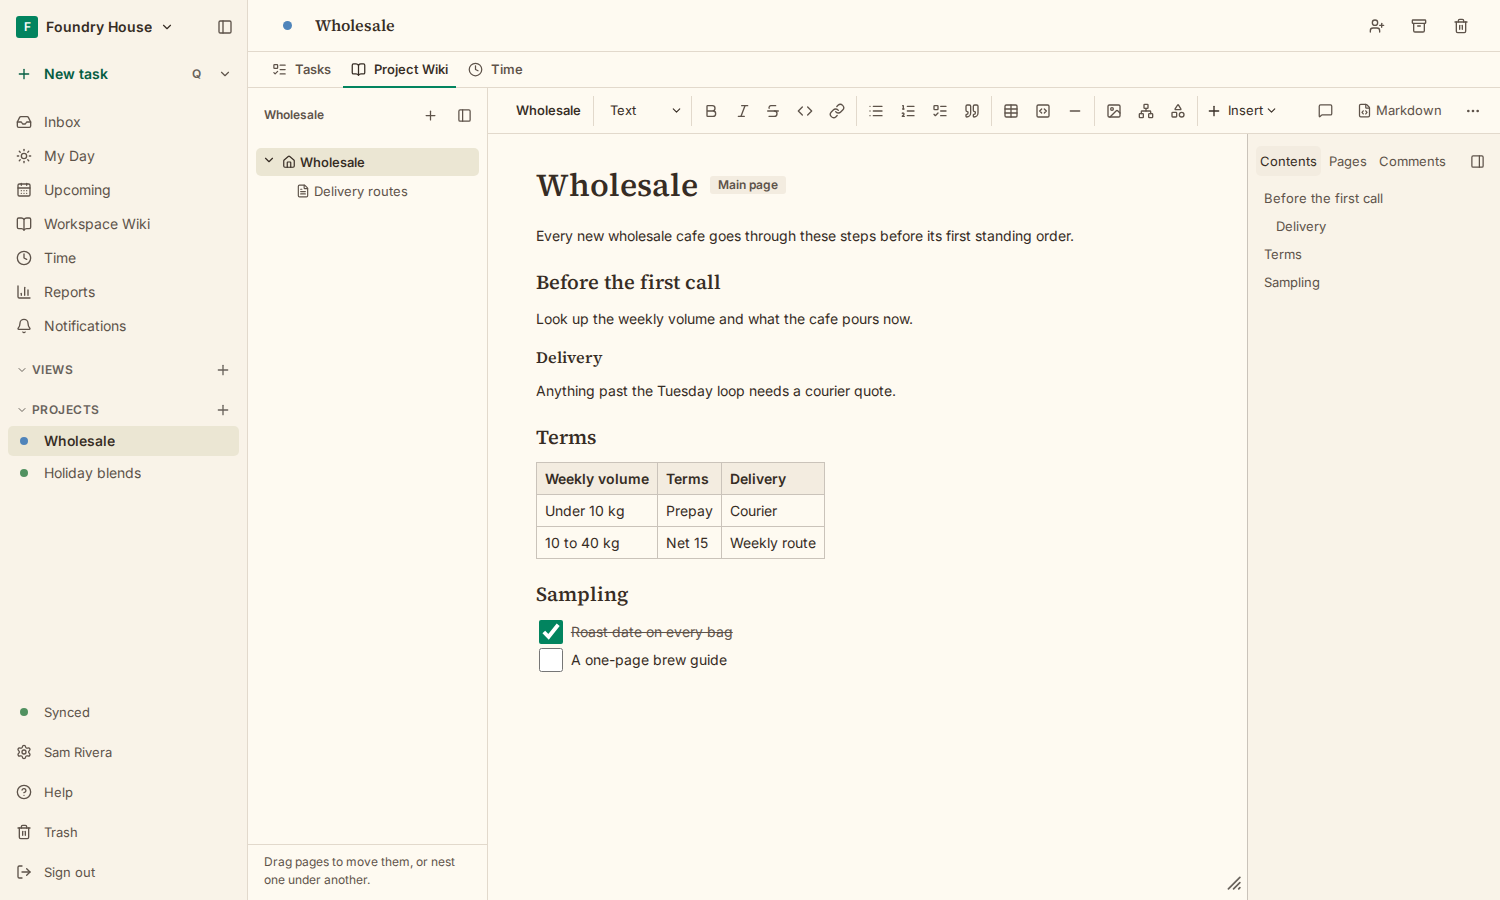 F Foundry House
New task Q
Inbox
My Day
Upcoming
Workspace Wiki
Time
Reports
Notifications
VIEWS
PROJECTS
Wholesale
Holiday blends
Synced
Sam Rivera
Help
Trash
Sign out
Wholesale
Tasks Project Wiki Time
Wholesale
Wholesale
Delivery routes
Drag pages to move them, or nest
one under another.
Wholesale Text Insert Markdown
Wholesale Main page
Every new wholesale cafe goes through these steps before its first standing order.
Before the first call
Look up the weekly volume and what the cafe pours now.
Delivery
Anything past the Tuesday loop needs a courier quote.
Terms
Weekly volume Terms Delivery
Under 10 kg Prepay Courier
10 to 40 kg Net 15 Weekly route
Sampling
Roast date on every bag
A one-page brew guide
Contents Pages Comments
Before the first call
Delivery
Terms
Sampling